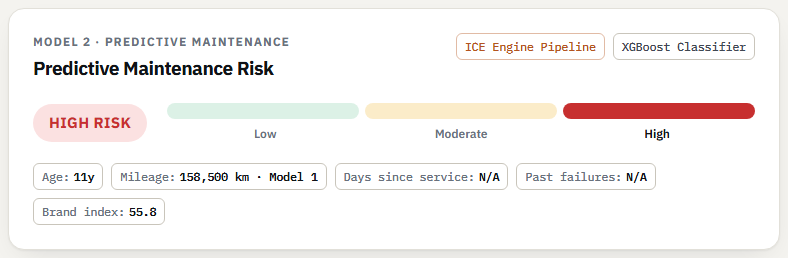 MODEL 2 · PREDICTIVE MAINTENANCE
ICE Engine Pipeline
XGBoost Classifier
Predictive Maintenance Risk
HIGH RISK
Low
Moderate
High
Age: 11y
Mileage: 158,500 km · Model 1
Days since service: N/A
Past failures: N/A
Brand index: 55.8